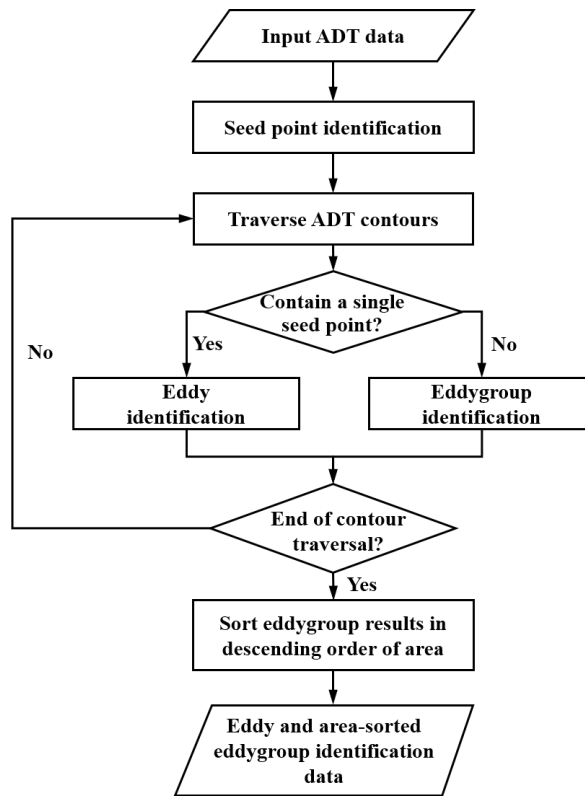 Input ADT data
Seed point identification
Traverse ADT contours
Contain a single
seed point?
Yes
No
No
Eddy
identification
Eddygroup
identification
End of contour
traversal?
Yes
Sort eddygroup results in
descending order of area
Eddy and area-sorted
eddygroup identification
data